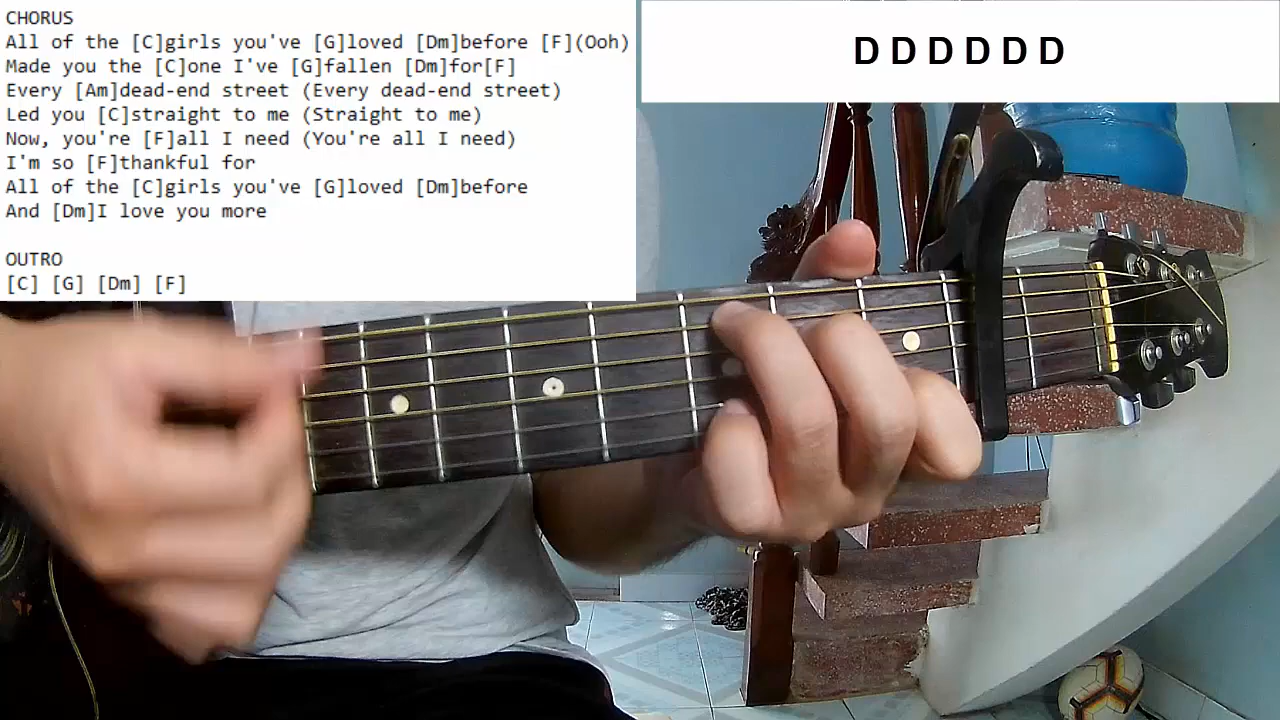 CHORUS
All of the [C]girls you've [G]loved [Dm]before [F](Ooh)
Made you the [C]one I've [G]fallen [Dm]for[F]
Every [Am]dead-end street (Every dead-end street)
Led you [C]straight to me (Straight to me)
Now, you're [F]all I need (You're all I need)
I'm so [F]thankful for
All of the [C]girls you've [G]loved [Dm]before
And [Dm]I love you more
OUTRO
[C] [G] [Dm] [F]
D D D D D D